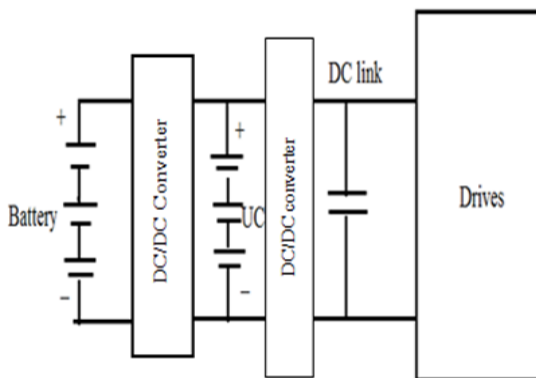 +
Battery
−
DC/DC Converter
+
UC
−
DC/DC converter
DC link
Drives